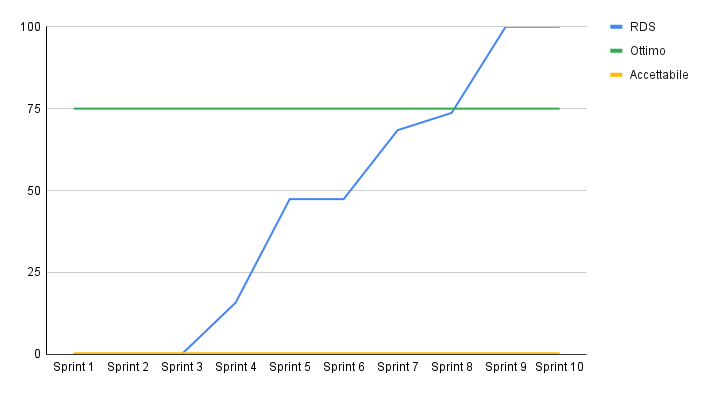 100
75
50
25
0
Sprint 1 Sprint 2 Sprint 3 Sprint 4 Sprint 5 Sprint 6 Sprint 7 Sprint 8 Sprint 9 Sprint 10
RDS
Ottimo
Accettabile